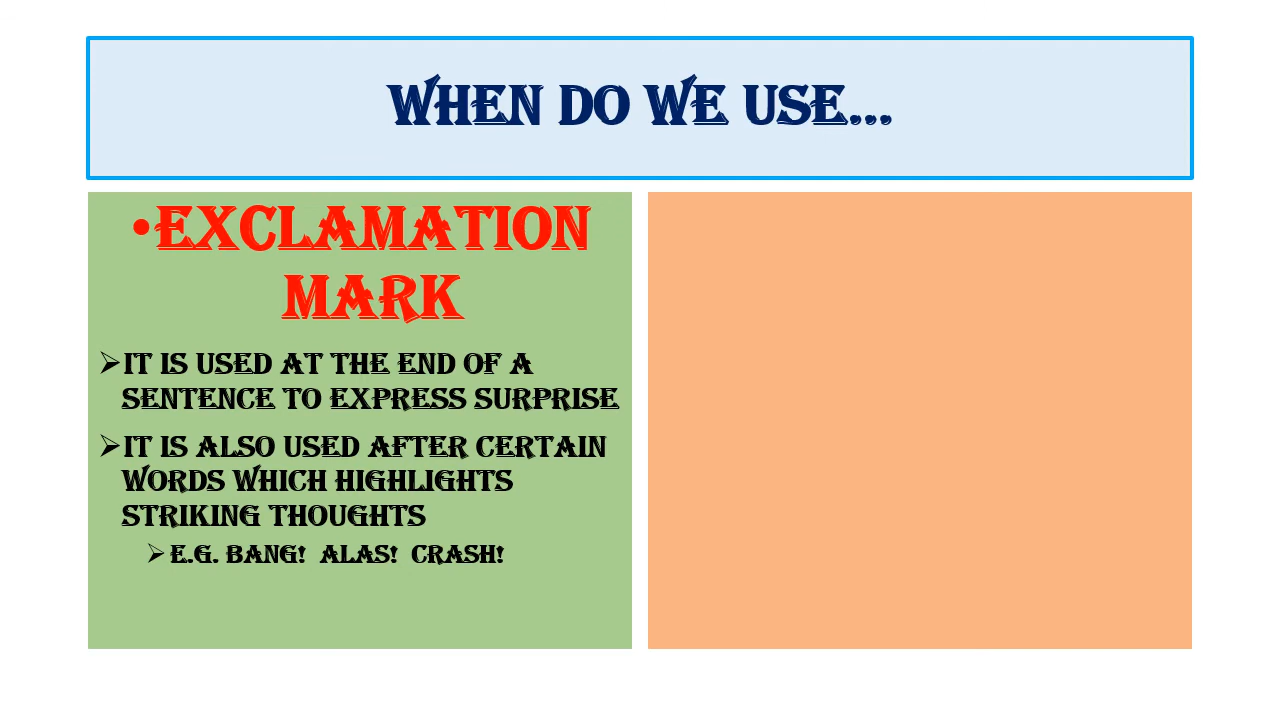 WHEN DO WE USE...
•EXCLAMATION
MARK
➢IT IS USED AT THE END OF A
SENTENCE TO EXPRESS SURPRISE
➢IT IS ALSO USED AFTER CERTAIN
WORDS WHICH HIGHLIGHTS
STRIKING THOUGHTS
➢E.G. BANG! ALAS! CRASH!